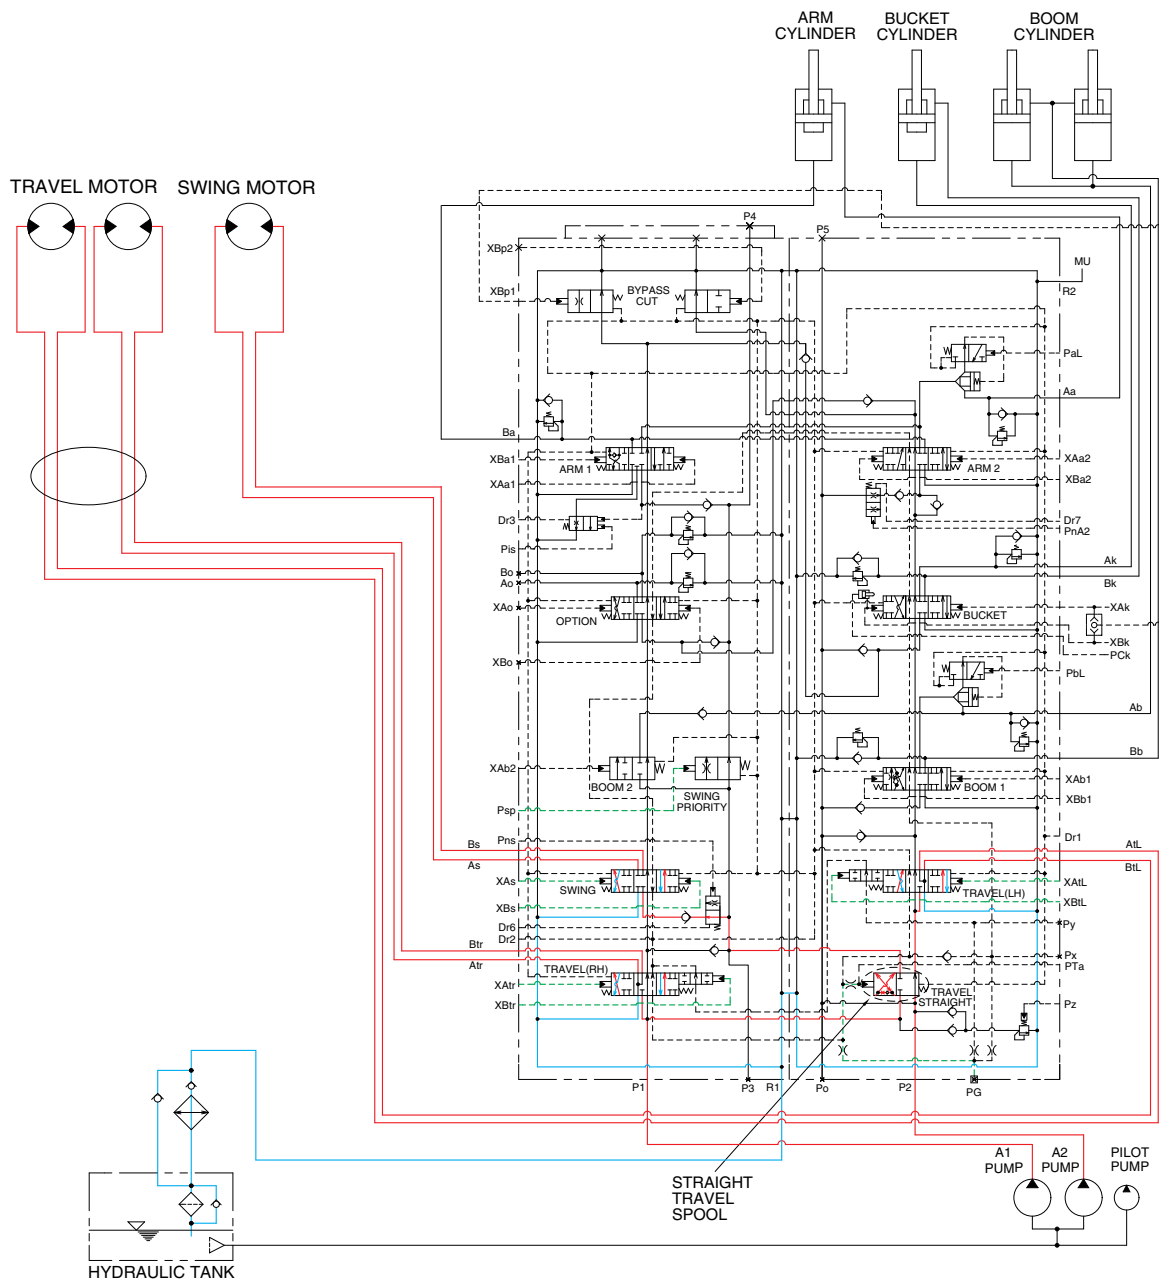 ARM
CYLINDER
BUCKET
CYLINDER
BOOM
CYLINDER
TRAVEL MOTOR
SWING MOTOR
P4
P5
XBp2
MU
XBp1
BYPASS
CUT
R2
PaL
Aa
Ba
XBa1
ARM 1
ARM 2
XAa2
XAa1
XBa2
Dr3
Dr7
PnA2
Pis
Ak
Bo
Ao
Bk
XAo
OPTION
BUCKET
XAk
XBk
PCk
XBo
PbL
Ab
Bb
XAb2
BOOM 2
SWING
PRIORITY
BOOM 1
XAb1
XBb1
Psp
Pns
Dr1
Bs
As
AtL
BtL
XAs
SWING
TRAVEL(LH)
XAtL
XBs
XBtL
Dr6
Dr2
Py
Btr
Atr
Px
PTa
TRAVEL(RH)
XAtr
XBtr
TRAVEL
STRAIGHT
Pz
P1
P3
R1
Po
P2
PG
A1
PUMP
A2
PUMP
PILOT
PUMP
STRAIGHT
TRAVEL
SPOOL
HYDRAULIC TANK